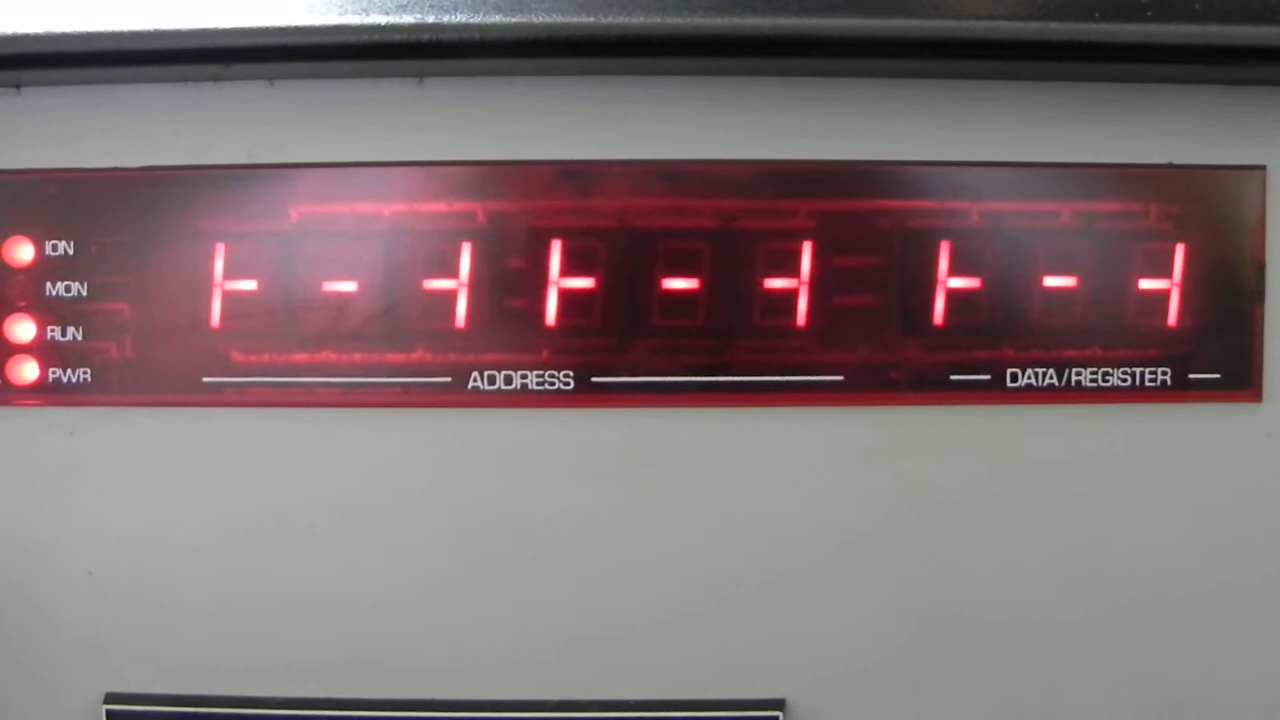 ION
MON
RUN
PWR
ADDRESS
DATA/REGISTER